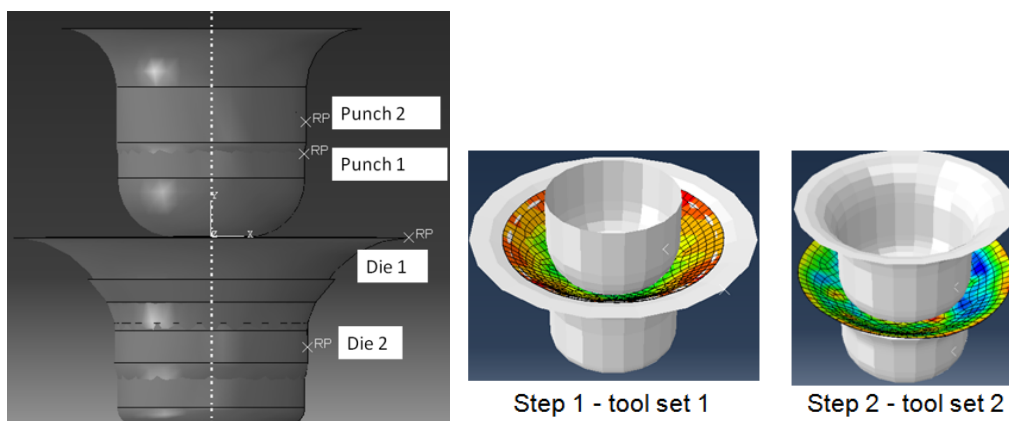 RP
Punch 2
RP
Punch 1
Y
X
RP
Die 1
RP
Die 2
Step 1 - tool set 1
Step 2 - tool set 2